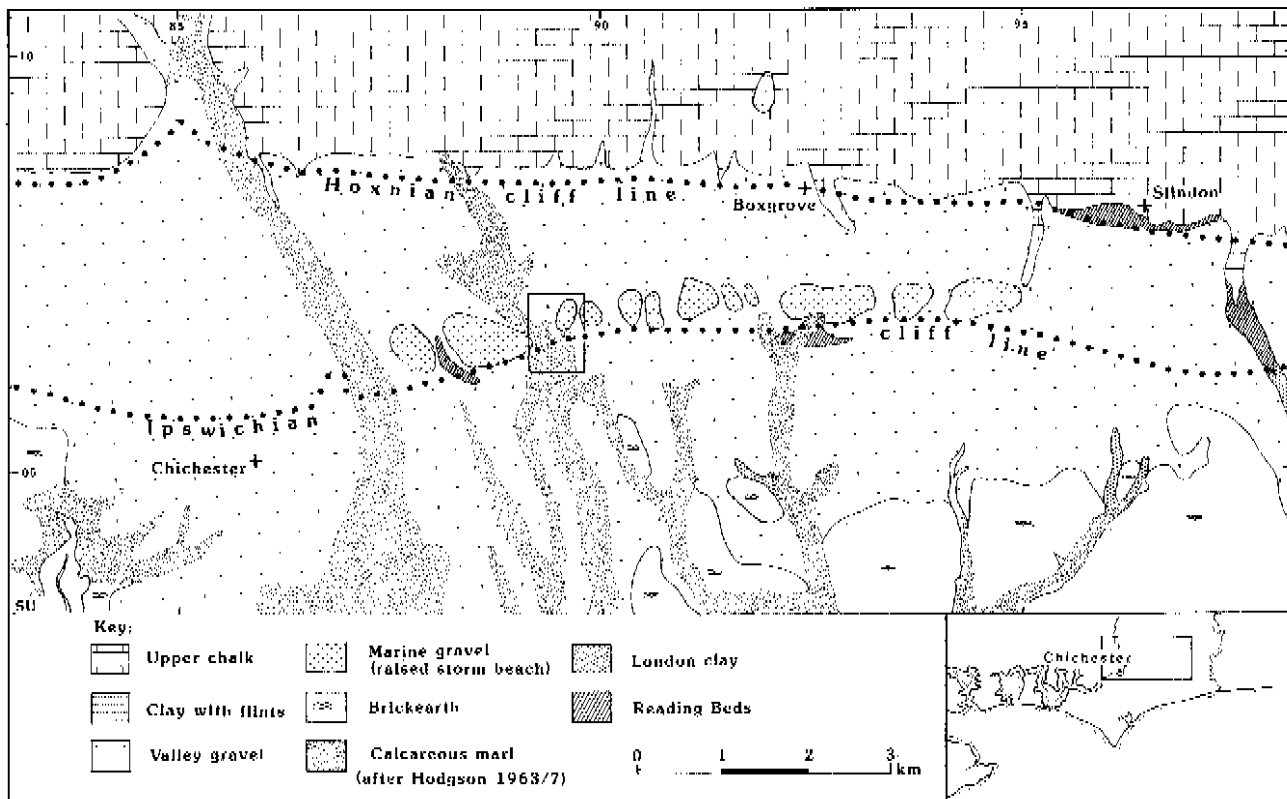 85
90
95
10
Hoxnian cliff line
Boxgrove
Slindon
Ipswichian cliff line
Chichester
05
SU
Key:
Upper chalk
Clay with flints
Valley gravel
Marine gravel
(raised storm beach)
Brickearth
Calcareous marl
(after Hodgson 1963/7)
London clay
Reading Beds
0 1 2 3
km
Chichester